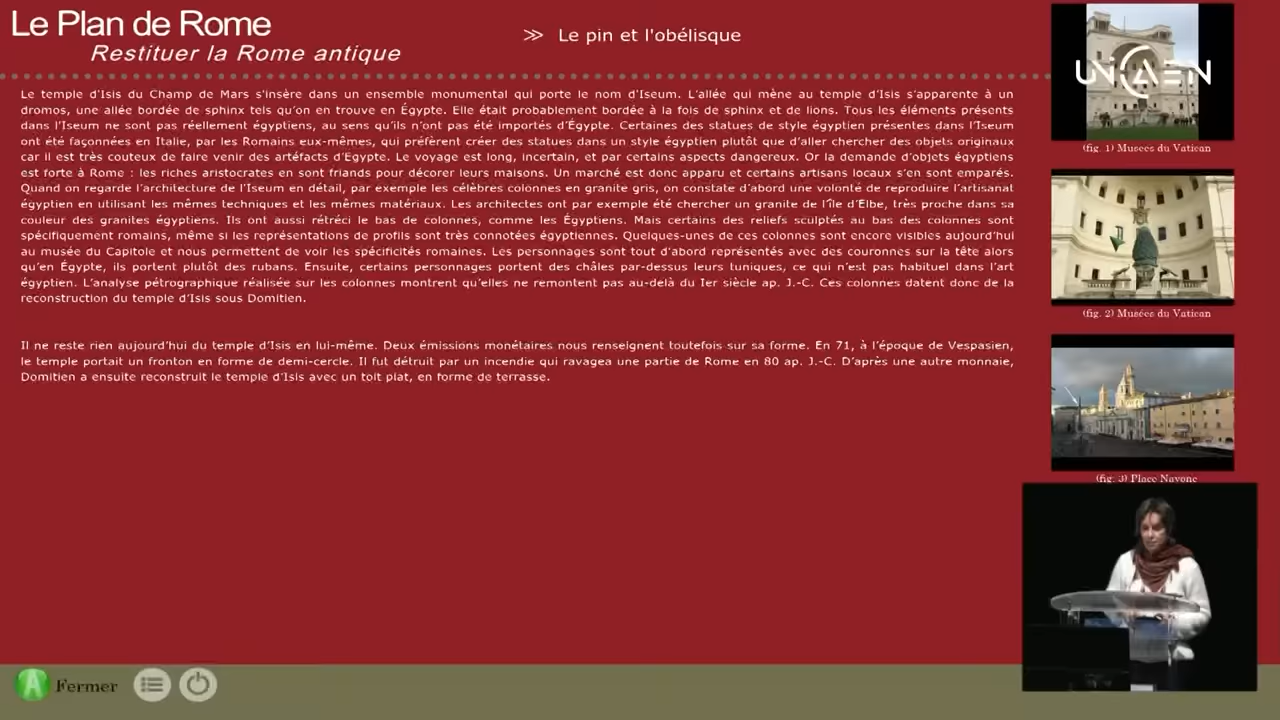 Le Plan de Rome
Restituer la Rome antique
>> Le pin et l'obélisque
UNICAEN
Le temple d'Isis du Champ de Mars s'insère dans un ensemble monumental qui porte le nom d'Iseum. L'allée qui mène au temple d'Isis s'apparente à un
dromos, une allée bordée de sphinx tels qu'on en trouve en Égypte. Elle était probablement bordée à la fois de sphinx et de lions. Tous les éléments présents
dans l'Iseum ne sont pas réellement égyptiens, au sens qu'ils n'ont pas été importés d'Égypte. Certaines des statues de style égyptien présentes dans l'Iseum
ont été façonnées en Italie, par les Romains eux-mêmes, qui préfèrent créer des statues dans un style égyptien plutôt que d'aller chercher des objets originaux
car il est très couteux de faire venir des artéfacts d'Egypte. Le voyage est long, incertain, et par certains aspects dangereux. Or la demande d'objets égyptiens
est forte à Rome : les riches aristocrates en sont friands pour décorer leurs maisons. Un marché est donc apparu et certains artisans locaux s'en sont emparés.
Quand on regarde l'architecture de l'Iseum en détail, par exemple les célèbres colonnes en granite gris, on constate d'abord une volonté de reproduire l'artisanat
égyptien en utilisant les mêmes techniques et les mêmes matériaux. Les architectes ont par exemple été chercher un granite de l'île d'Elbe, très proche dans sa
couleur des granites égyptiens. Ils ont aussi rétréci le bas de colonnes, comme les Égyptiens. Mais certains des reliefs sculptés au bas des colonnes sont
spécifiquement romains, même si les représentations de profils sont très connotées égyptiennes. Quelques-unes de ces colonnes sont encore visibles aujourd'hui
au musée du Capitole et nous permettent de voir les spécificités romaines. Les personages sont tout d'abord représentés avec des couronnes sur la tête alors
qu'en Égypte, ils portent plutôt des rubans. Ensuite, certains personnages portent des châles par-dessus leurs tuniques, ce qui n'est pas habituel dans l'art
égyptien. L'analyse pétrographique réalisée sur les colonnes montrent qu'elles ne remontent pas au-delà du Ier siècle ap. J.-C. Ces colonnes datent donc de la
reconstruction du temple d'Isis sous Domitien.
Il ne reste rien aujourd'hui du temple d'Isis en lui-même. Deux émissions monétaires nous renseignent toutefois sur sa forme. En 71, à l'époque de Vespasien,
le temple portait un fronton en forme de demi-cercle. Il fut détruit par un incendie qui ravagea une partie de Rome en 80 ap. J.-C. D'après une autre monnaie,
Domitien a ensuite reconstruit le temple d'Isis avec un toit plat, en forme de terrasse.
(fig. 1) Musées du Vatican
(fig. 2) Musées du Vatican
(fig. 3) Place Navone
A Fermer